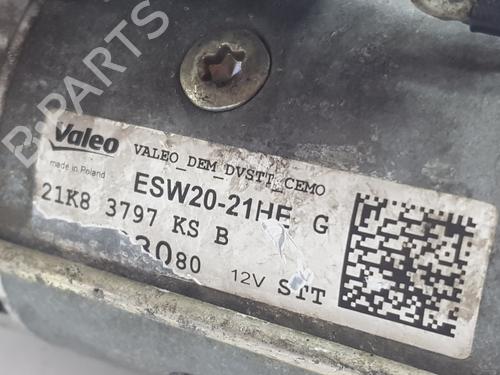 B-PARTS
Valeo
made in Poland
VALEO_DEM_DVSTT_CEMO
ESW20-21HE G
21K8 3797 KS B
3080 12V STT